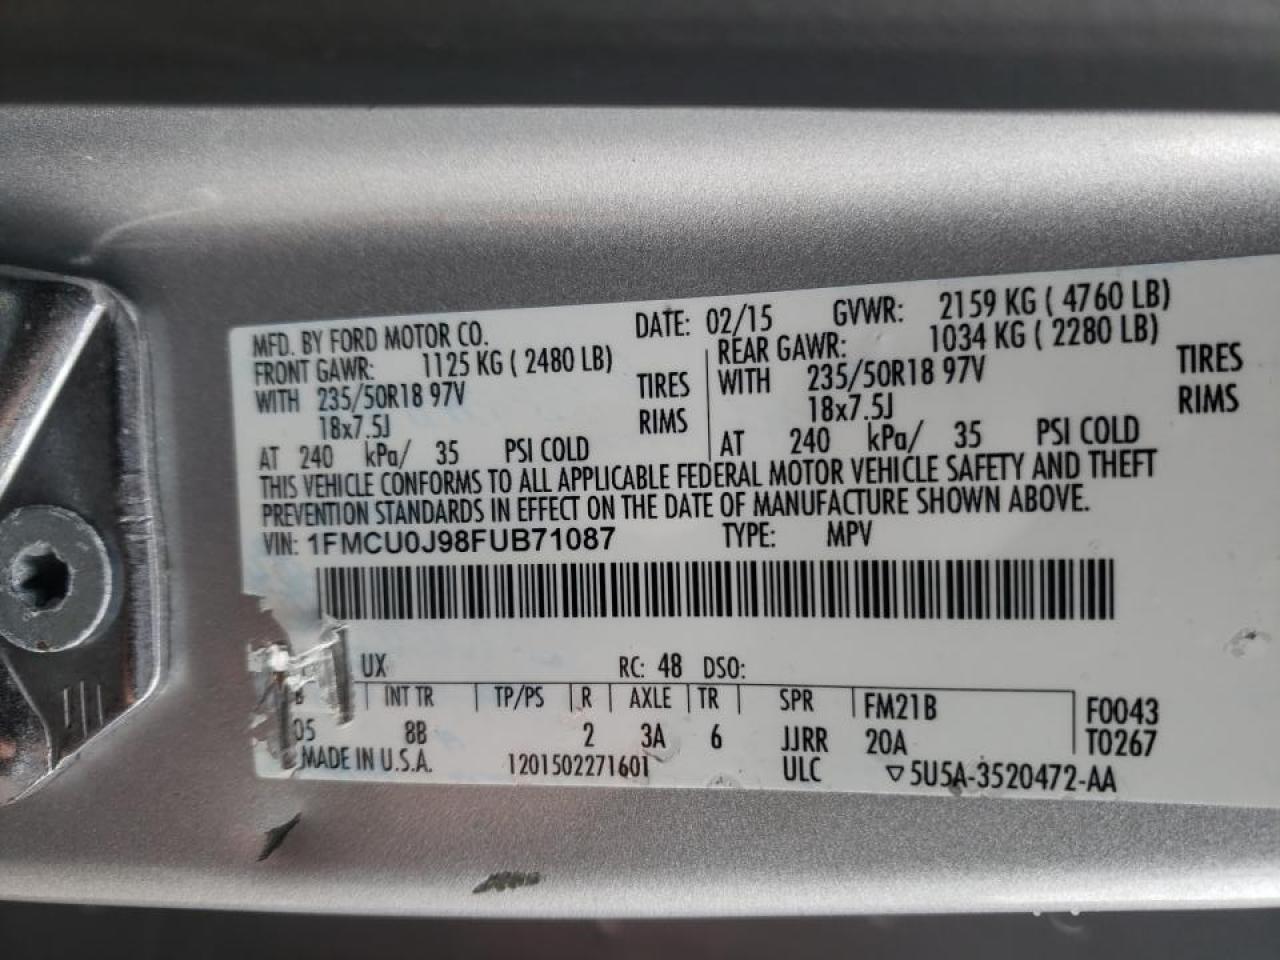 MFD. BY FORD MOTOR CO. DATE: 02/15 GVWR: 2159 KG ( 4760 LB)
FRONT GAWR: 1125 KG ( 2480 LB) REAR GAWR: 1034 KG ( 2280 LB)
WITH 235/50R18 97V TIRES WITH 235/50R18 97V TIRES
18x7.5J RIMS 18x7.5J RIMS
AT 240 kPa/ 35 PSI COLD AT 240 kPa/ 35 PSI COLD
THIS VEHICLE CONFORMS TO ALL APPLICABLE FEDERAL MOTOR VEHICLE SAFETY AND THEFT
PREVENTION STANDARDS IN EFFECT ON THE DATE OF MANUFACTURE SHOWN ABOVE.
VIN: 1FMCU0J98FUB71087 TYPE: MPV
UX RC: 48 DSO:
INT TR TP/PS R AXLE TR SPR FM21B F0043
05 8B 2 3A 6 JJRR 20A T0267
MADE IN U.S.A. 1201502271601 ULC ▽5U5A-3520472-AA